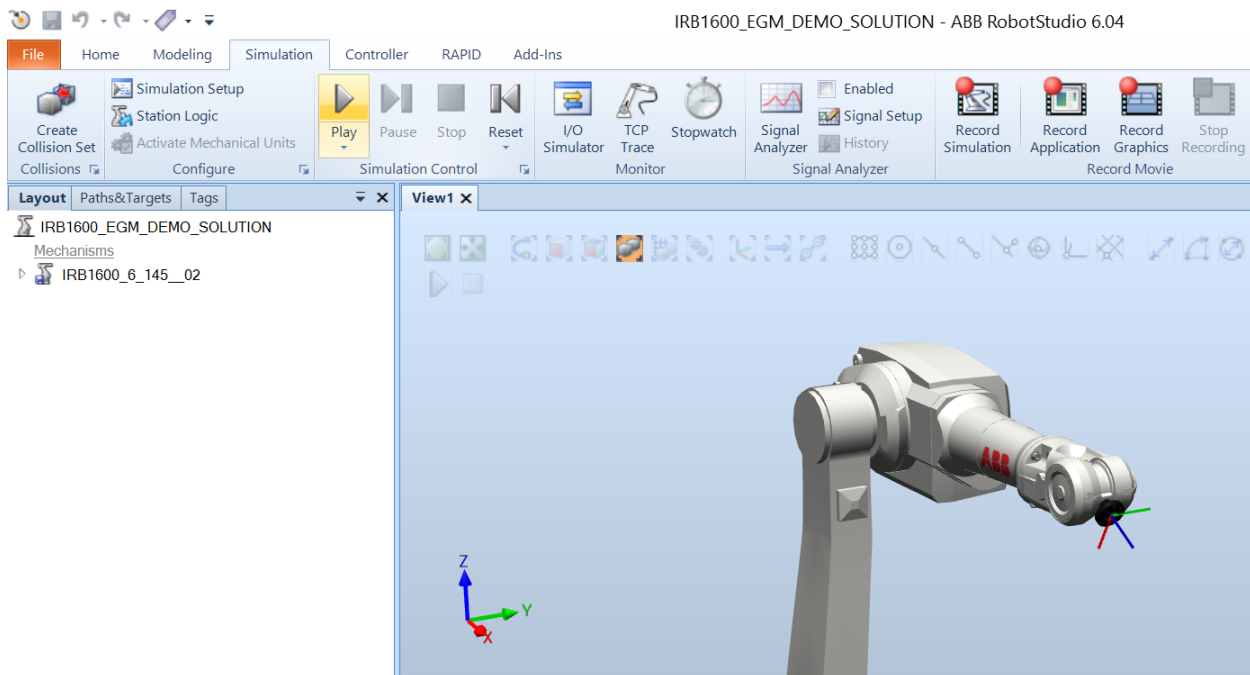 IRB1600_EGM_DEMO_SOLUTION - ABB RobotStudio 6.04
File Home Modeling Simulation Controller RAPID Add-Ins
Create Collision Set
Collisions
Simulation Setup
Station Logic
Activate Mechanical Units
Configure
Play Pause Stop Reset
Simulation Control
I/O Simulator
TCP Trace
Stopwatch
Monitor
Signal Analyzer
Enabled
Signal Setup
History
Signal Analyzer
Record Simulation
Record Application
Record Graphics
Stop Recording
Record Movie
Layout Paths&Targets Tags
View1
IRB1600_EGM_DEMO_SOLUTION
Mechanisms
IRB1600_6_145__02
ABB
Z
Y
X